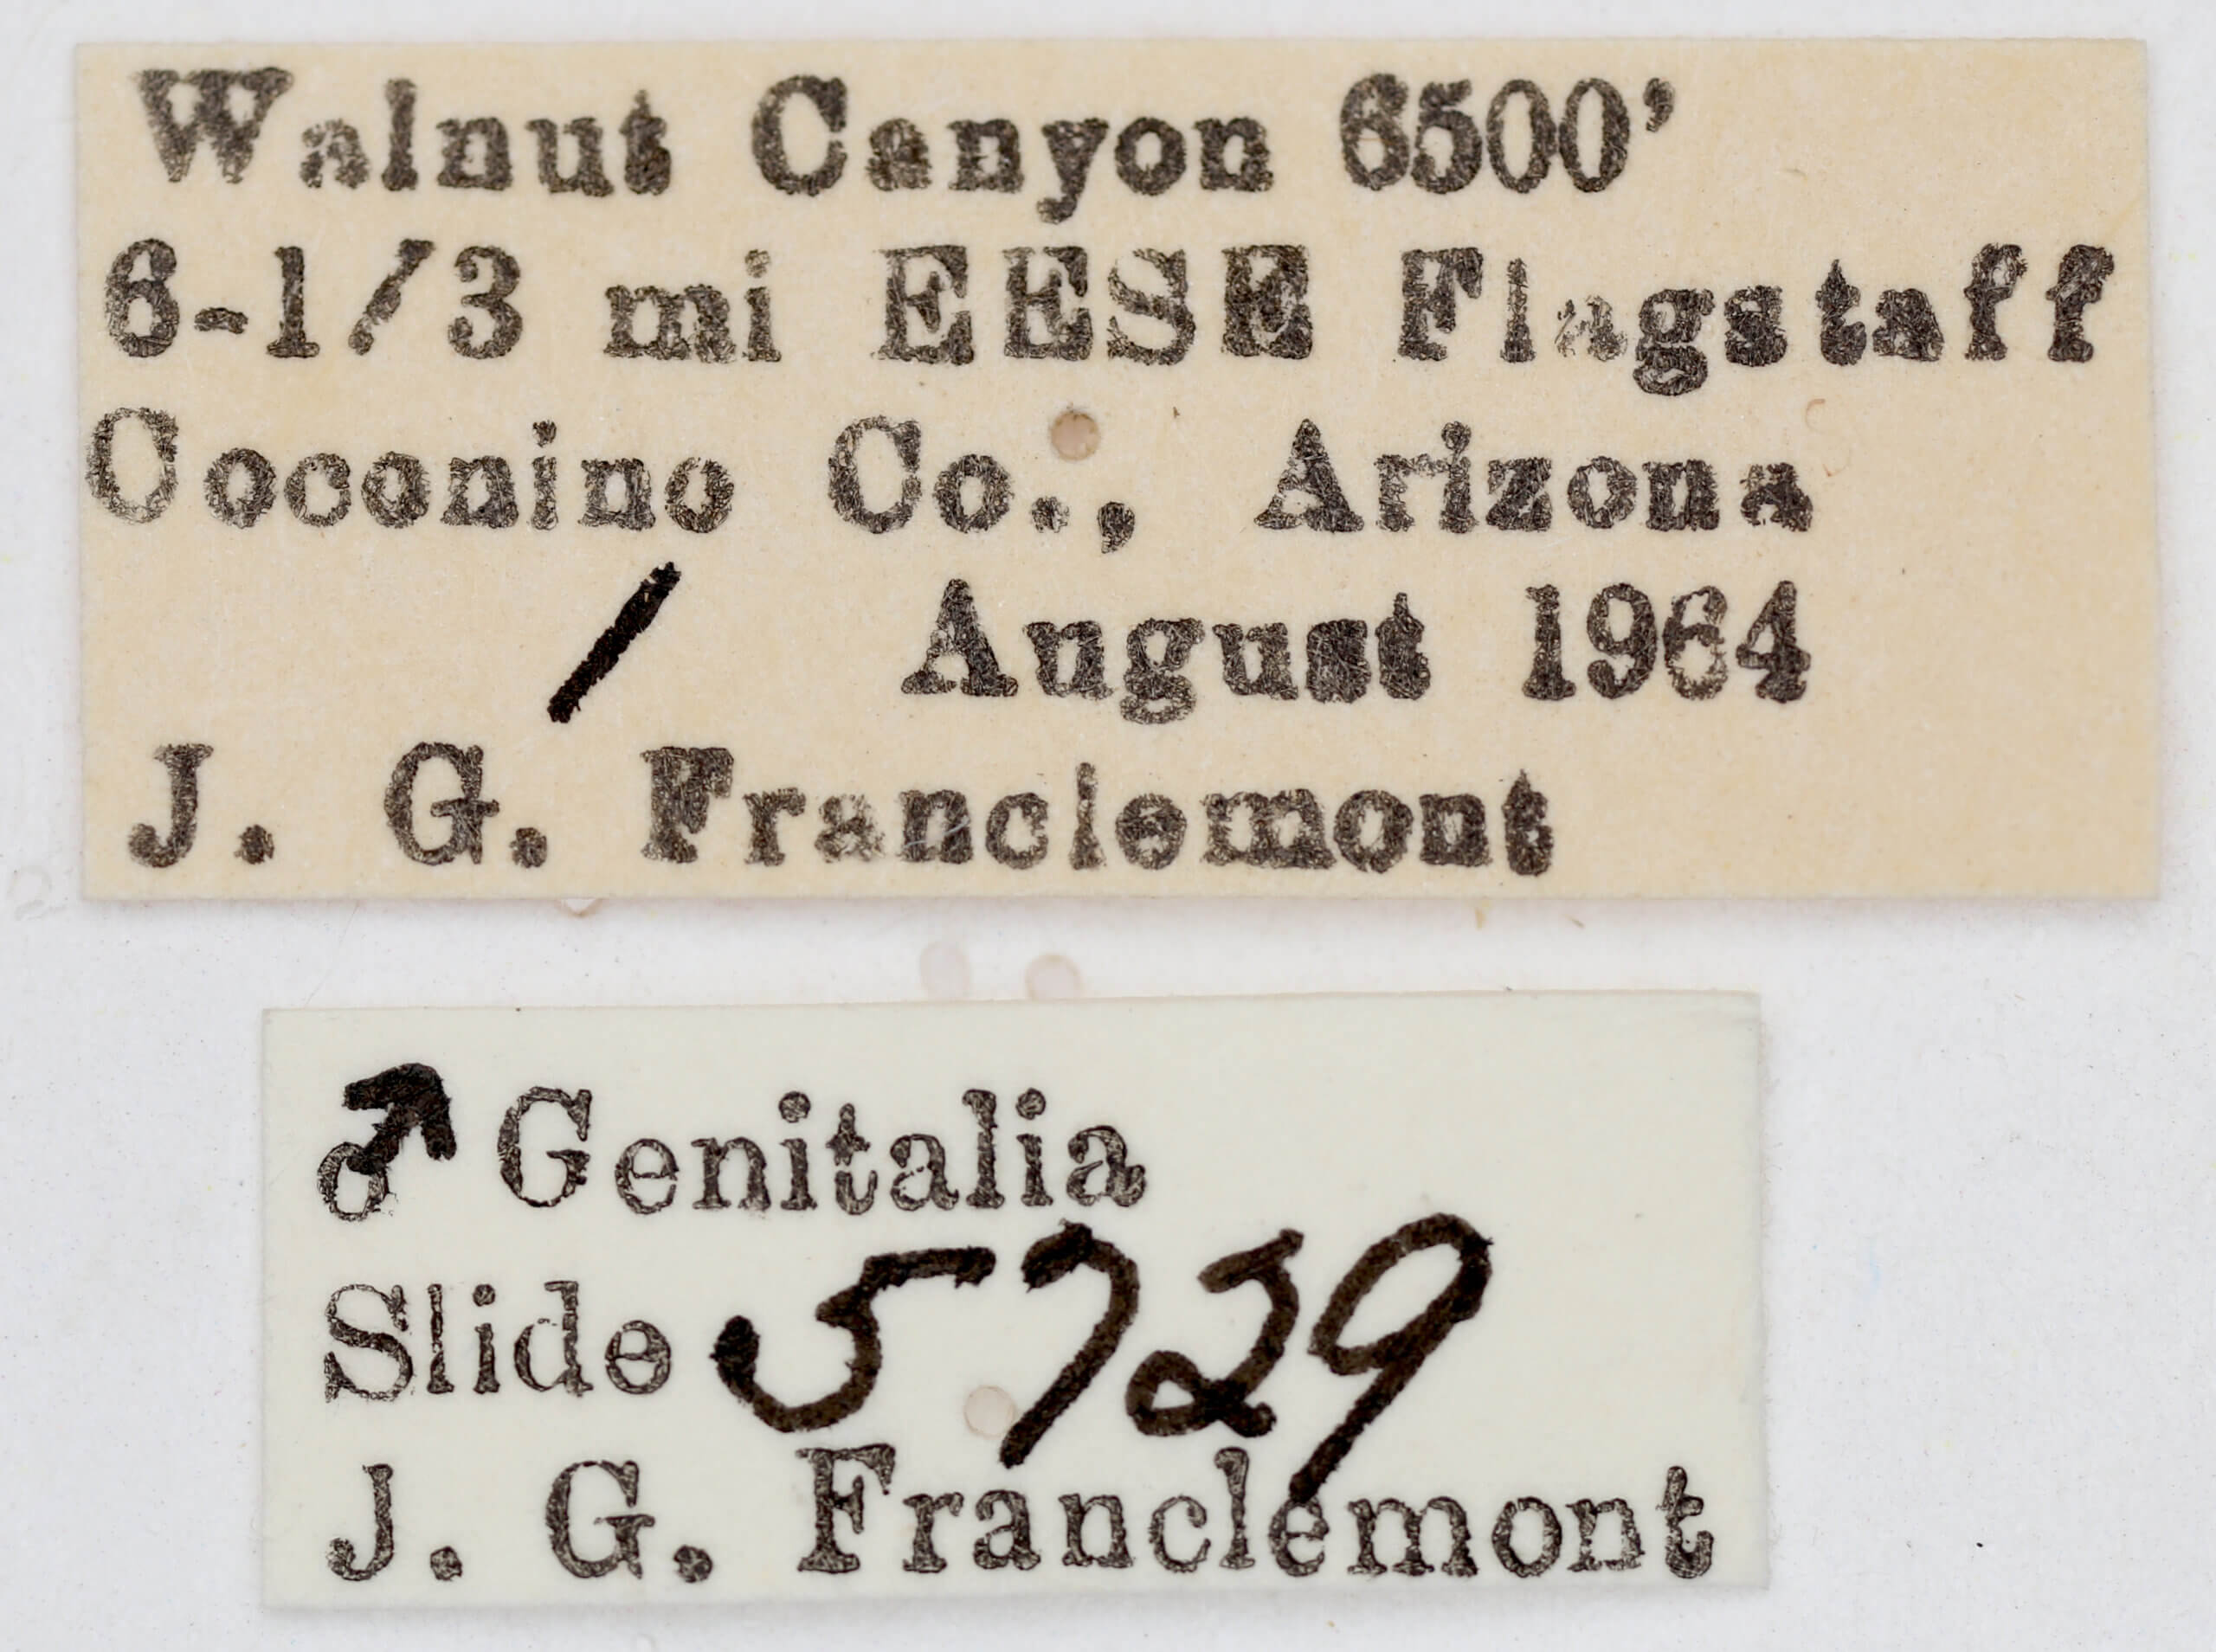 Walnut Canyon 6500'
6-1/3 mi EESE Flagstaff
Coconino Co., Arizona
/ August 1964
J. G. Franclemont
♂ Genitalia
Slide 5729
J. G. Franclemont